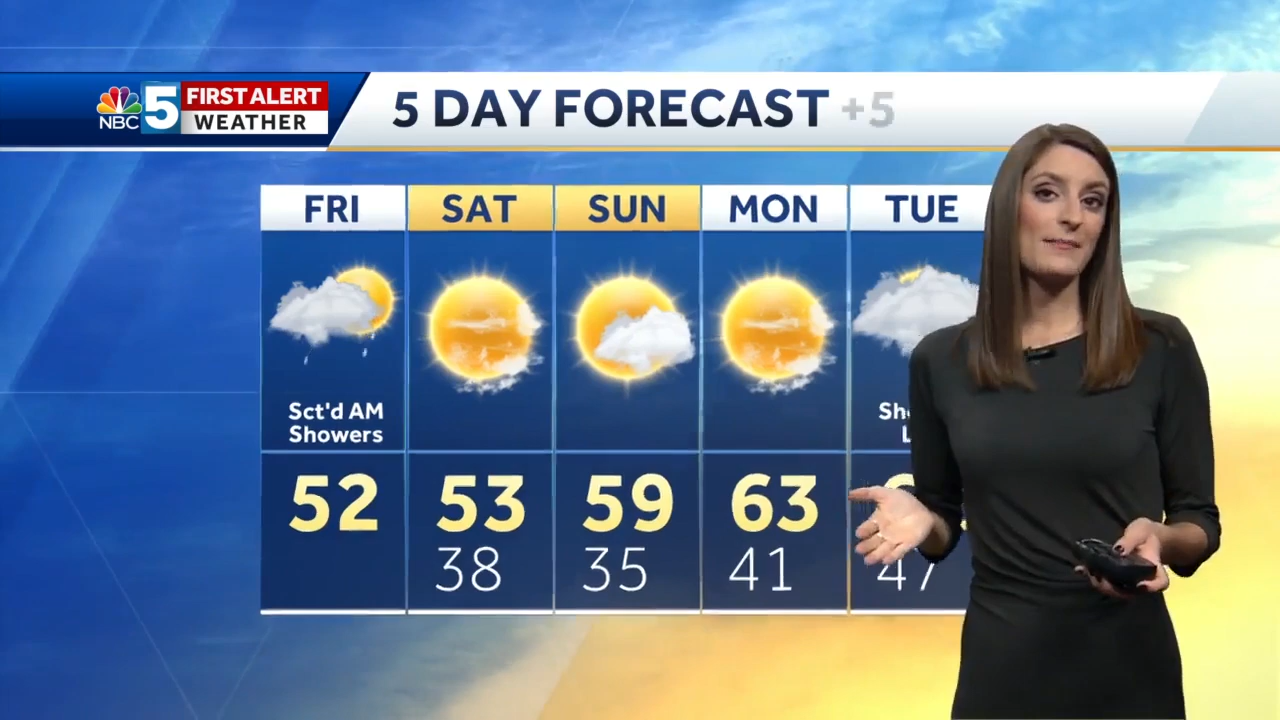 NBC 5 FIRST ALERT WEATHER
5 DAY FORECAST +5
FRI SAT SUN MON TUE
Sct'd AM
Showers
52 53 59 63
38 35 41 47